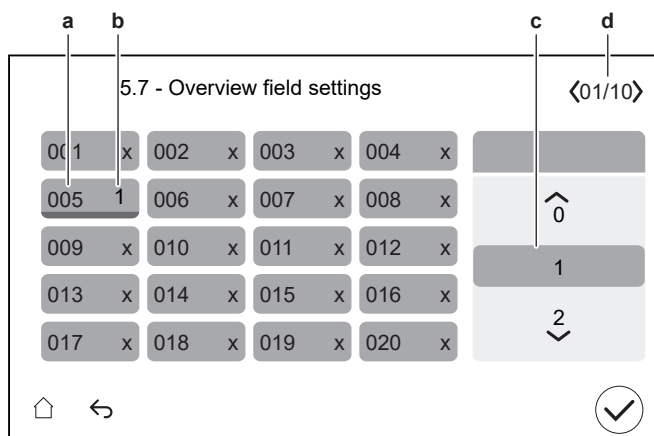 a b c d
5.7 - Overview field settings 01/10
001 x 002 x 003 x 004 x
005 1 006 x 007 x 008 x 0
009 x 010 x 011 x 012 x 1
013 x 014 x 015 x 016 x 2
017 x 018 x 019 x 020 x